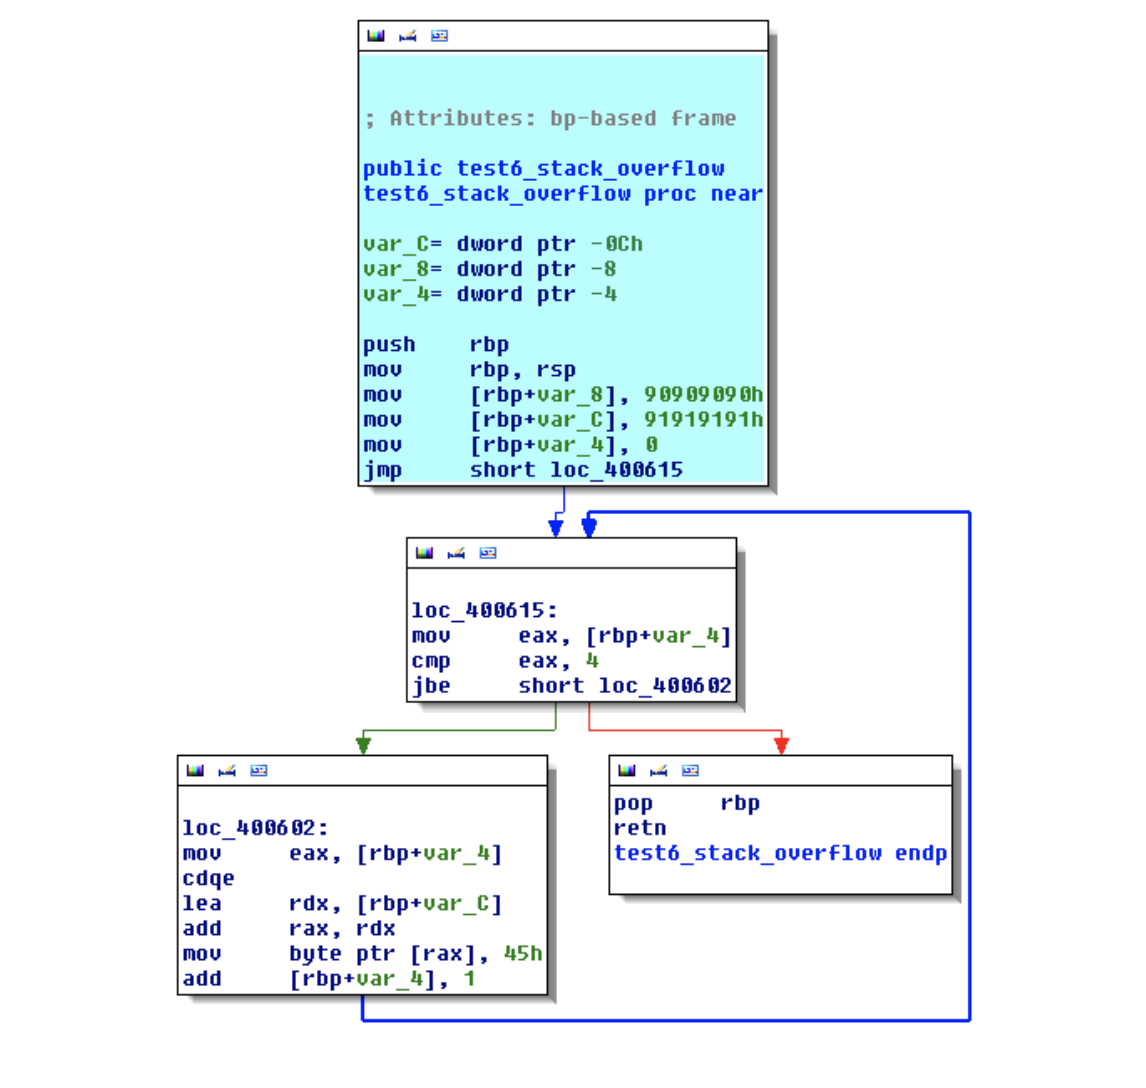 ; Attributes: bp-based frame
public test6_stack_overflow
test6_stack_overflow proc near
var_C= dword ptr -0Ch
var_8= dword ptr -8
var_4= dword ptr -4
push rbp
mov rbp, rsp
mov [rbp+var_8], 90909090h
mov [rbp+var_C], 91919191h
mov [rbp+var_4], 0
jmp short loc_400615
loc_400615:
mov eax, [rbp+var_4]
cmp eax, 4
jbe short loc_400602
loc_400602:
mov eax, [rbp+var_4]
cdqe
lea rdx, [rbp+var_C]
add rax, rdx
mov byte ptr [rax], 45h
add [rbp+var_4], 1
pop rbp
retn
test6_stack_overflow endp